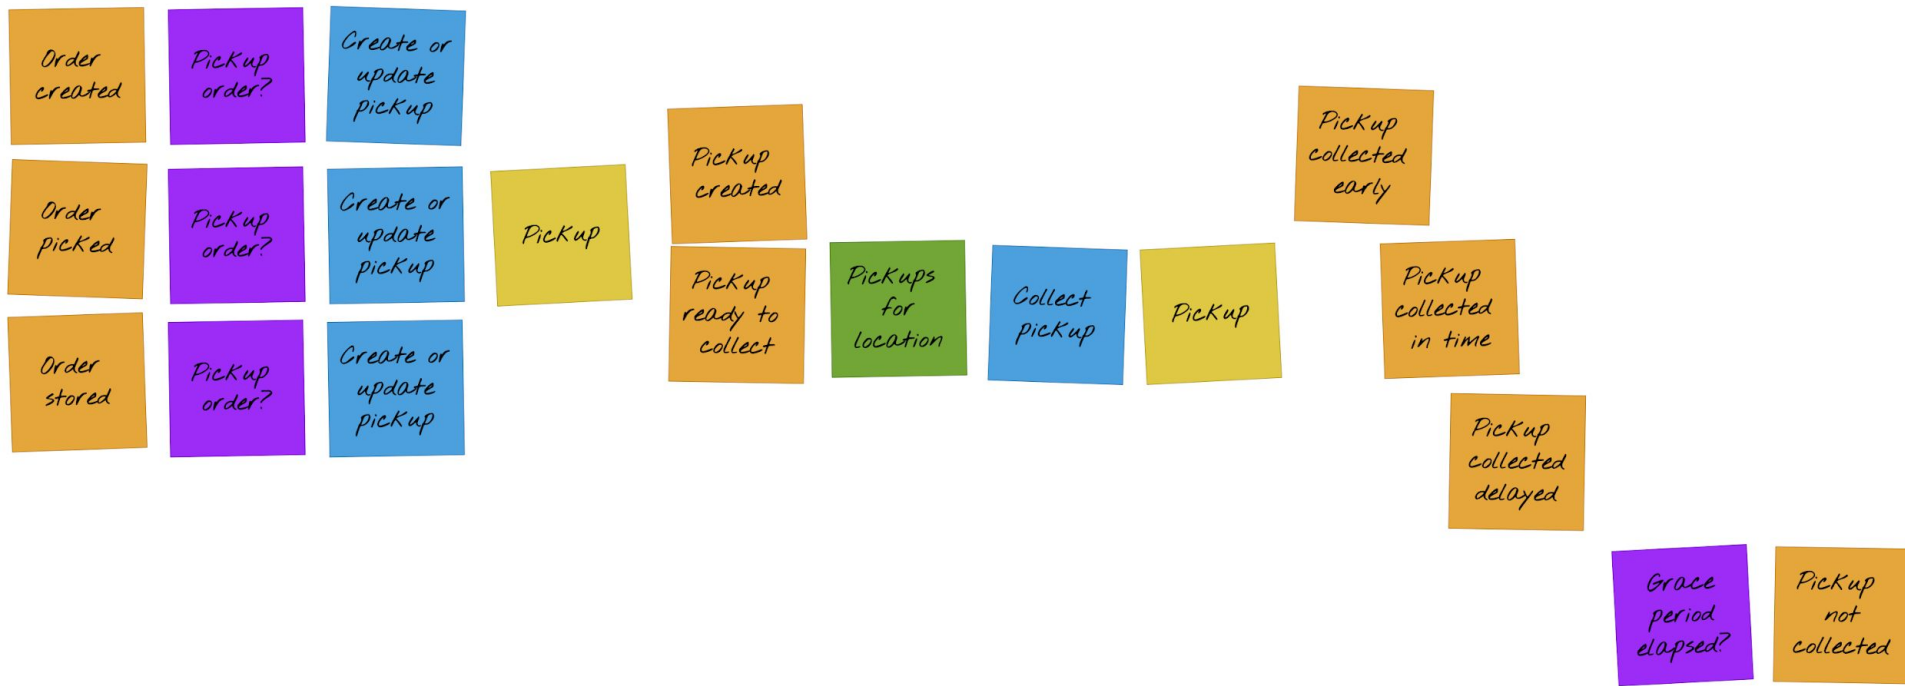 Order
created
Pickup
order?
Create or
update
pickup
Order
picked
Pickup
order?
Create or
update
pickup
Order
stored
Pickup
order?
Create or
update
pickup
Pickup
Pickup
created
Pickup
ready to
collect
Pickups
for
location
Collect
pickup
Pickup
Pickup
collected
early
Pickup
collected
in time
Pickup
collected
delayed
Grace
period
elapsed?
Pickup
not
collected